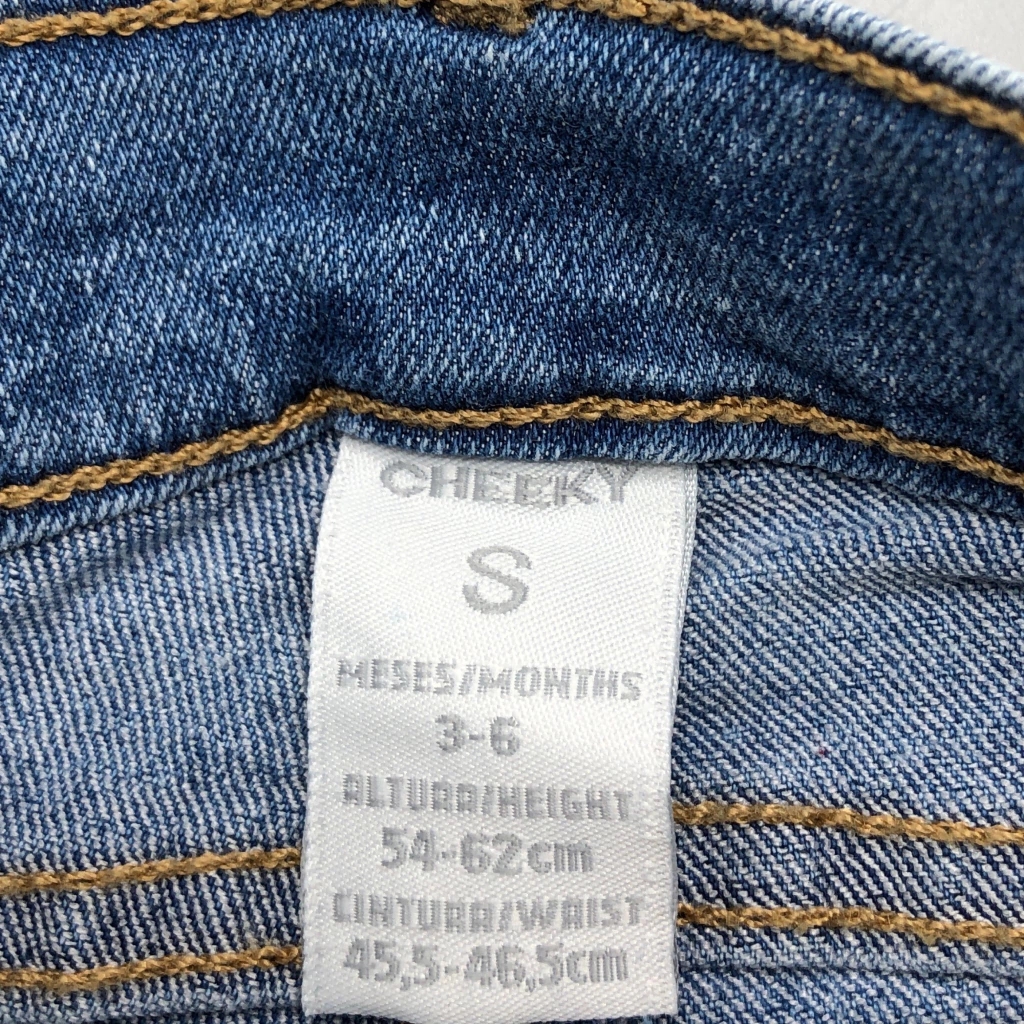 CHEEKY
S
MESES/MONTHS
3-6
ALTURA/HEIGHT
54-62cm
CINTURA/WAIST
45,5-46,5cm